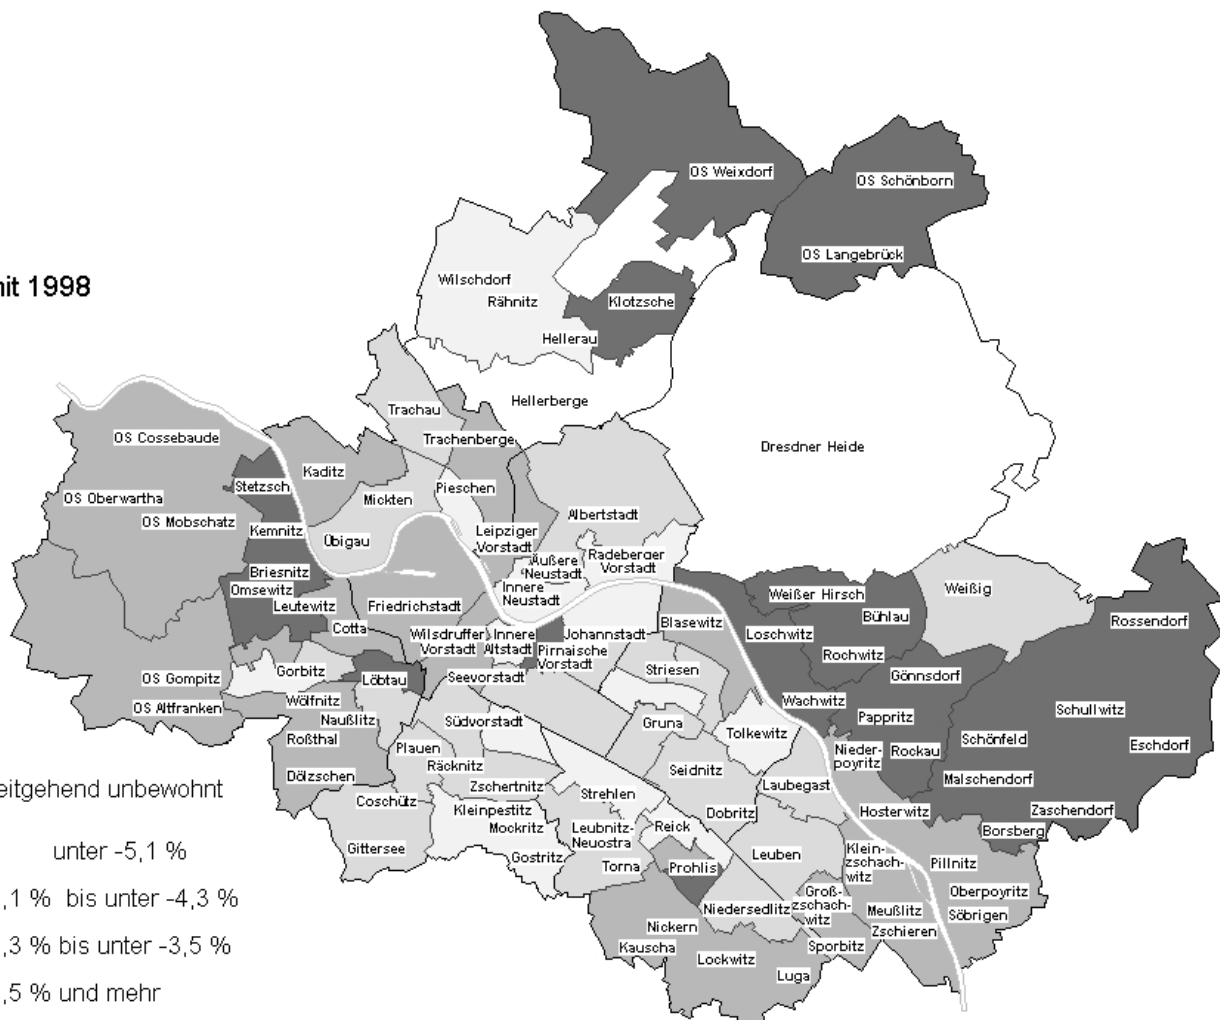 OS Weixdorf
OS Schönborn
OS Langebrück
Wilschdorf
nit 1998
Rähnitz
Klotzsche
Hellerau
Hellerberge
Trachau
OS Cossebaude
Trachenberge
Dresdner Heide
Kaditz
Stetzsch
Pieschen
OS Oberwartha
Mickten
OS Mobschatz
Albertstadt
Kemnitz
Übigau
Leipziger
Vorstadt
Äußere
Neustadt
Radeberger
Vorstadt
Briesnitz
Omsewitz
Innere
Neustadt
Weißer Hirsch
Weißig
Leutewitz
Friedrichstadt
Bühlau
Rossendorf
Cotta
Blasewitz
Wilsdruffer
Vorstadt
Innere
Altstadt
Johannstadt
Loschwitz
Pirnaische
Vorstadt
Rochwitz
Gorbitz
Striesen
Gönnsdorf
OS Gompitz
Löbtau
Seevorstadt
Wölfnitz
Wachwitz
OS Altfranken
Schullwitz
Naußlitz
Südvorstadt
Gruna
Pappritz
Tolkewitz
Roßthal
Plauen
Nieder-
poyritz
Rockau
Schönfeld
Eschdorf
Räcknitz
Seidnitz
Dölzschen
Malschendorf
Zschertnitz
Laubegast
eitgehend unbewohnt
Strehlen
Coschütz
Kleinpestitz
Dobritz
Hosterwitz
Zaschendorf
Mockritz
Leubnitz-
Neuostra
Reick
Borsberg
unter -5,1 %
Gittersee
Gostritz
Leuben
Klein-
zschach-
witz
Pillnitz
Torna
Prohlis
Oberpoyritz
,1 % bis unter -4,3 %
Groß-
zschach-
witz
Niedersedlitz
Meußlitz
Söbrigen
Nickern
Zschieren
,3 % bis unter -3,5 %
Kauscha
Sporbitz
Lockwitz
Luga
,5 % und mehr